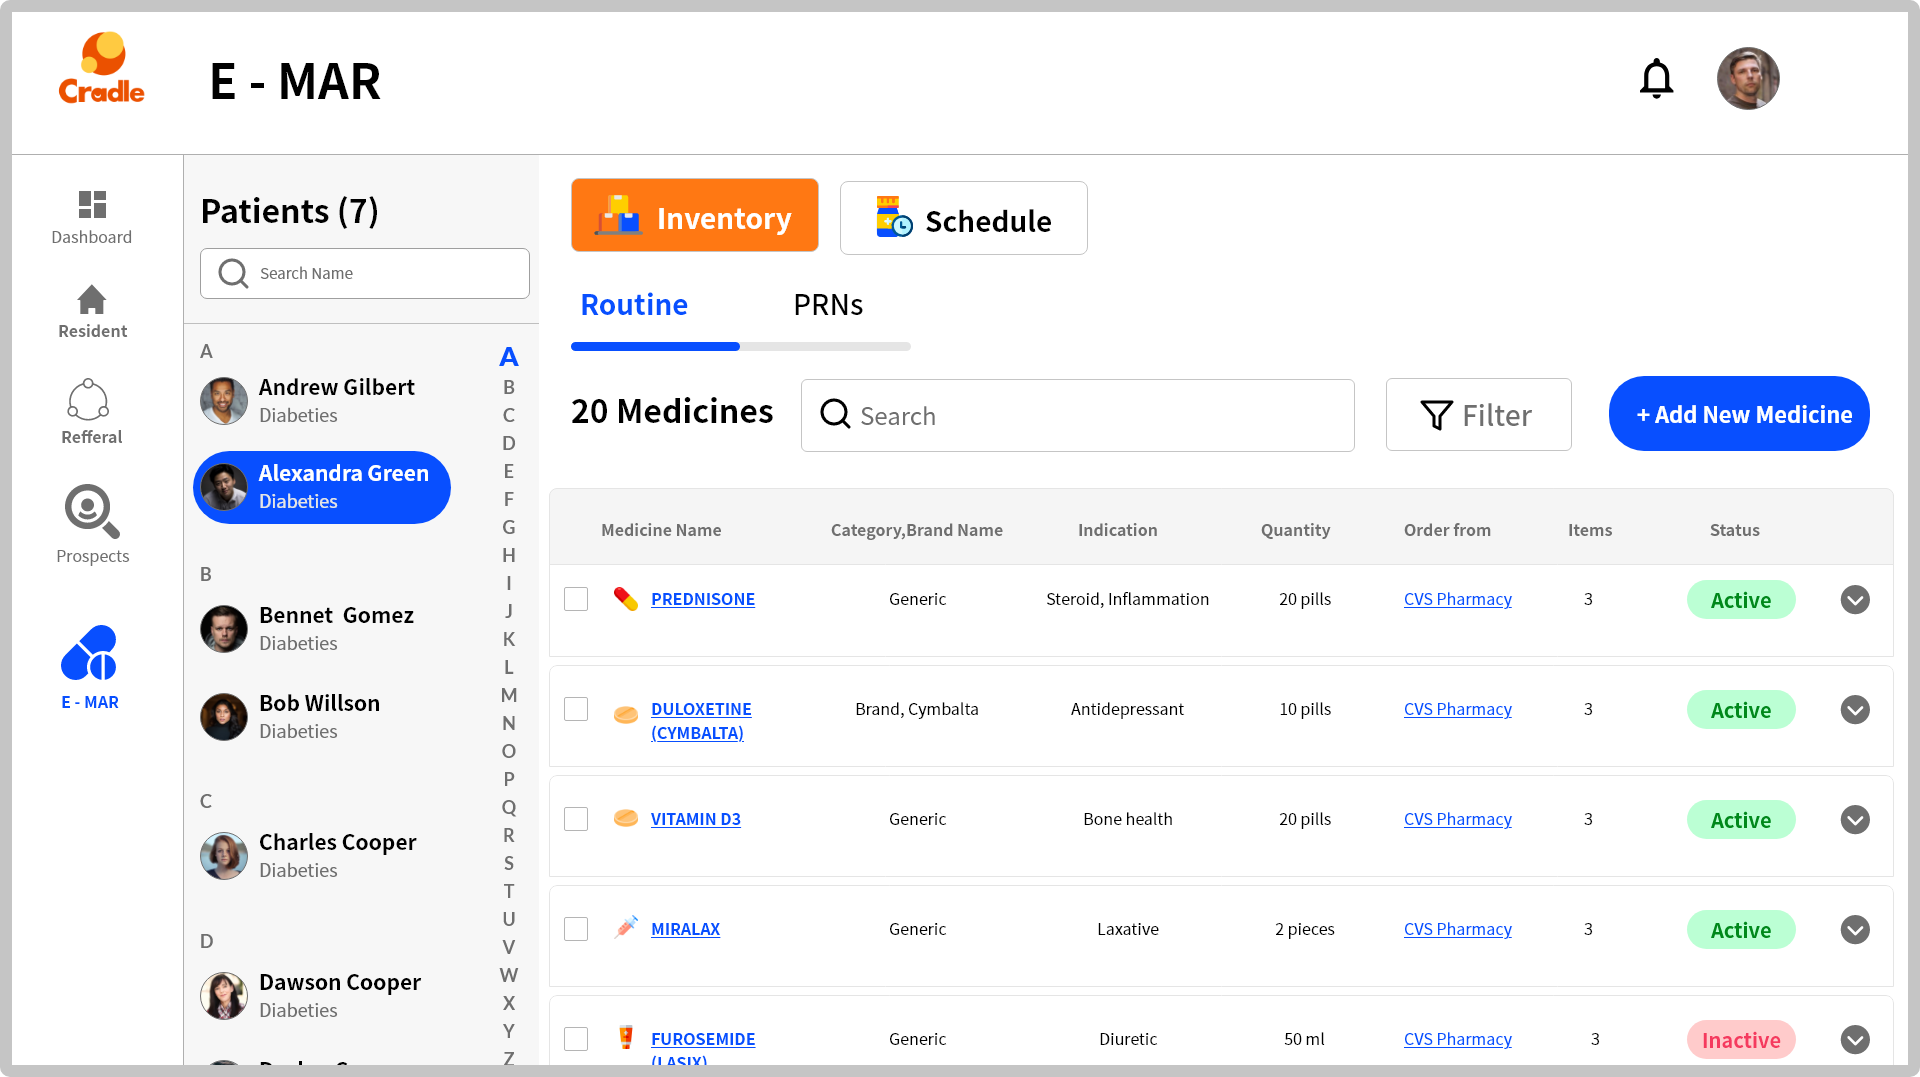 Cradle
E - MAR
Dashboard
Resident
Refferal
Prospects
E - MAR
Patients (7)
Search Name
A
Andrew Gilbert
Diabeties
Alexandra Green
Diabeties
B
Bennet  Gomez
Diabeties
Bob Willson
Diabeties
C
Charles Cooper
Diabeties
D
Dawson Cooper
Diabeties
A
B
C
D
E
F
G
H
I
J
K
L
M
N
O
P
Q
R
S
T
U
V
W
X
Y
Z
Inventory
Schedule
Routine
PRNs
20 Medicines
Search
Filter
+ Add New Medicine
Medicine Name Category,Brand Name Indication Quantity Order from Items Status
PREDNISONE Generic Steroid, Inflammation 20 pills CVS Pharmacy 3 Active
DULOXETINE Brand, Cymbalta Antidepressant 10 pills CVS Pharmacy 3 Active
(CYMBALTA)
VITAMIN D3 Generic Bone health 20 pills CVS Pharmacy 3 Active
MIRALAX Generic Laxative 2 pieces CVS Pharmacy 3 Active
FUROSEMIDE Generic Diuretic 50 ml CVS Pharmacy 3 Inactive
(LASIX)